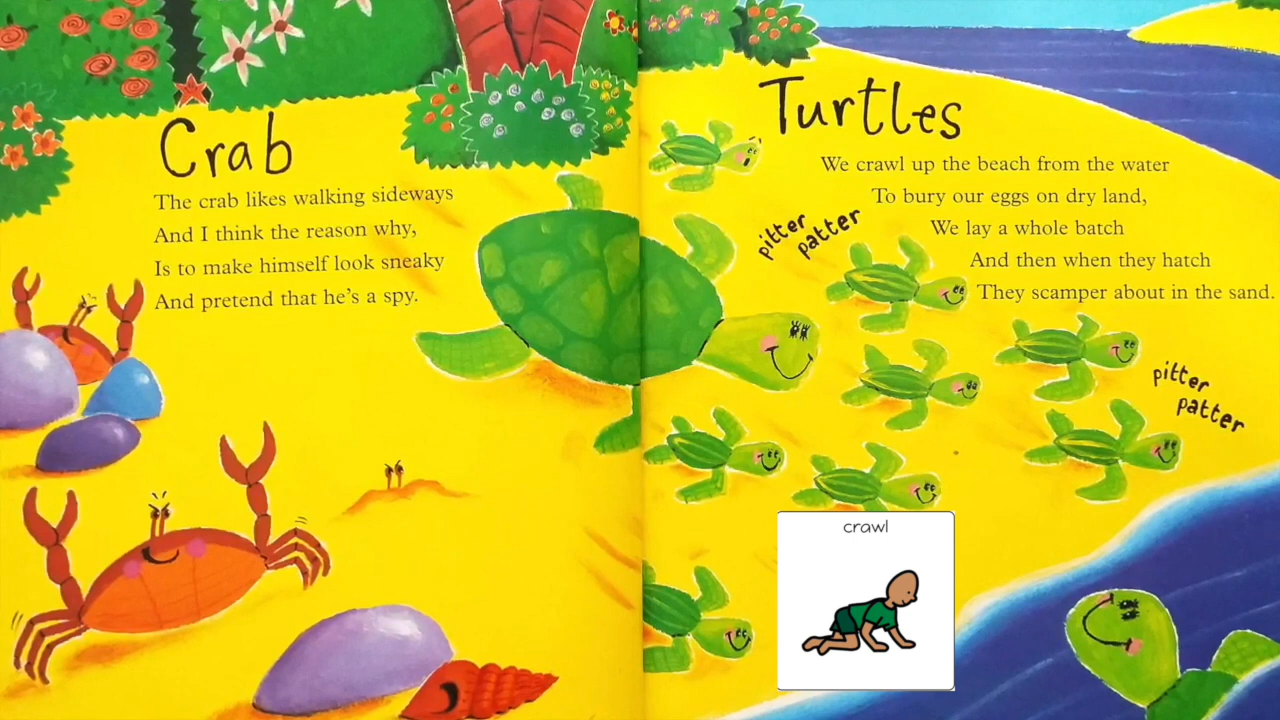 Crab
The crab likes walking sideways
And I think the reason why,
Is to make himself look sneaky
And pretend that he's a spy.
Turtles
We crawl up the beach from the water
To bury our eggs on dry land,
We lay a whole batch
And then when they hatch
They scamper about in the sand.
pitter
patter
pitter
patter
crawl